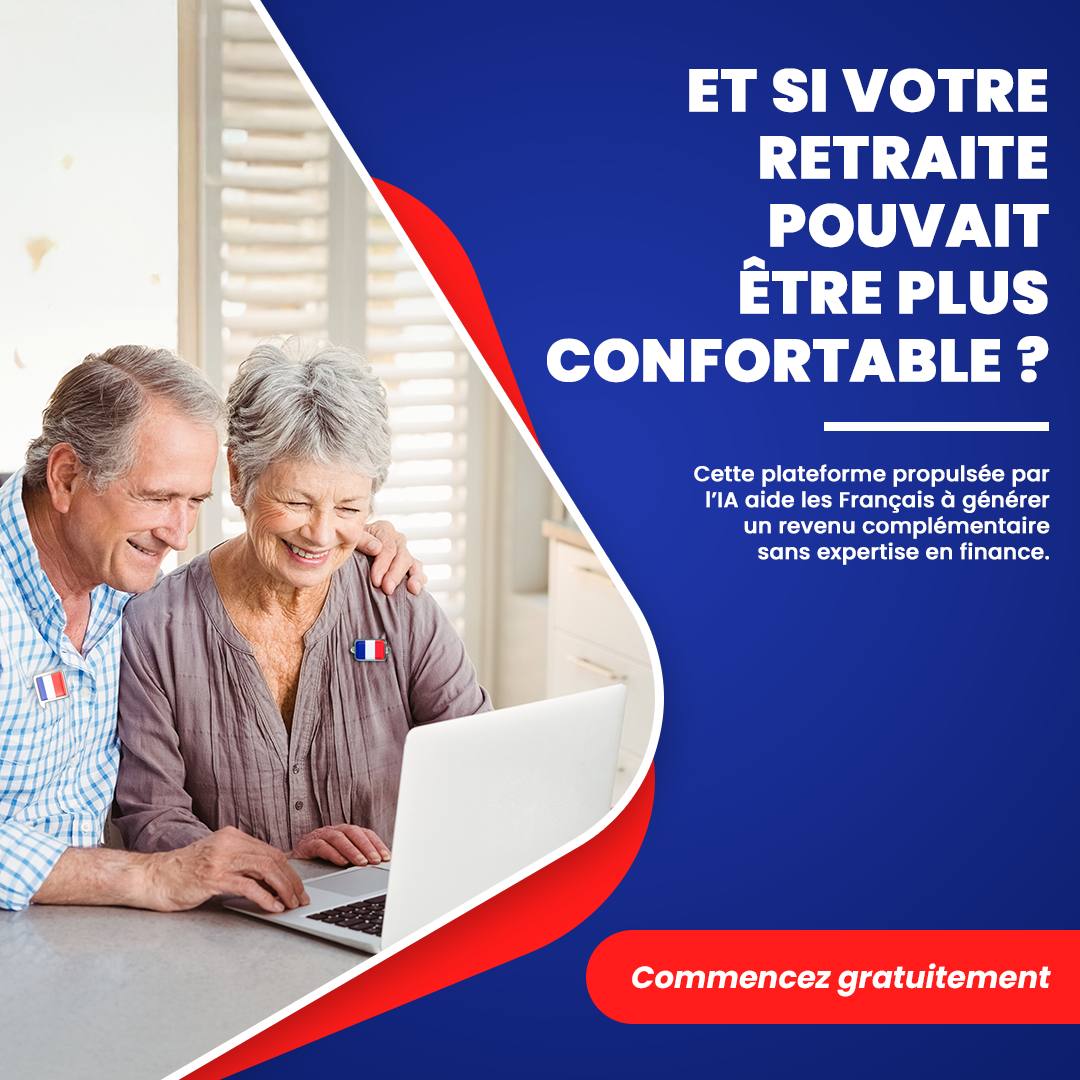 ET SI VOTRE
RETRAITE
POUVAIT
ÊTRE PLUS
CONFORTABLE ?
Cette plateforme propulsée par
l’IA aide les Français à générer
un revenu complémentaire
sans expertise en finance.
Commencez gratuitement